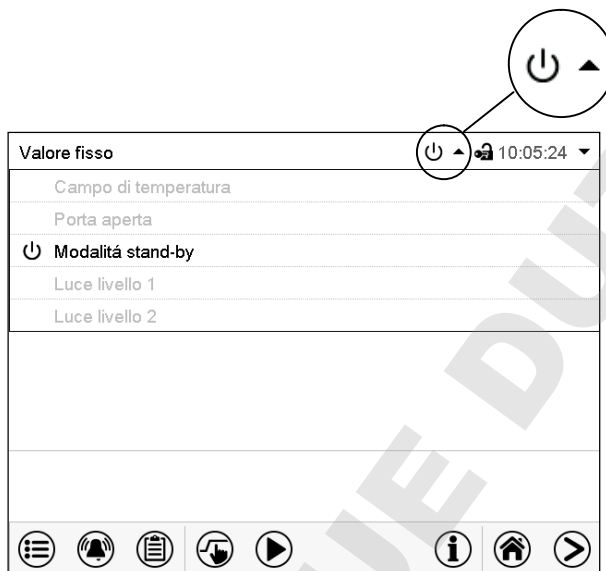 Valore fisso 10:05:24
Campo di temperatura
Porta aperta
Modalitá stand-by
Luce livello 1
Luce livello 2